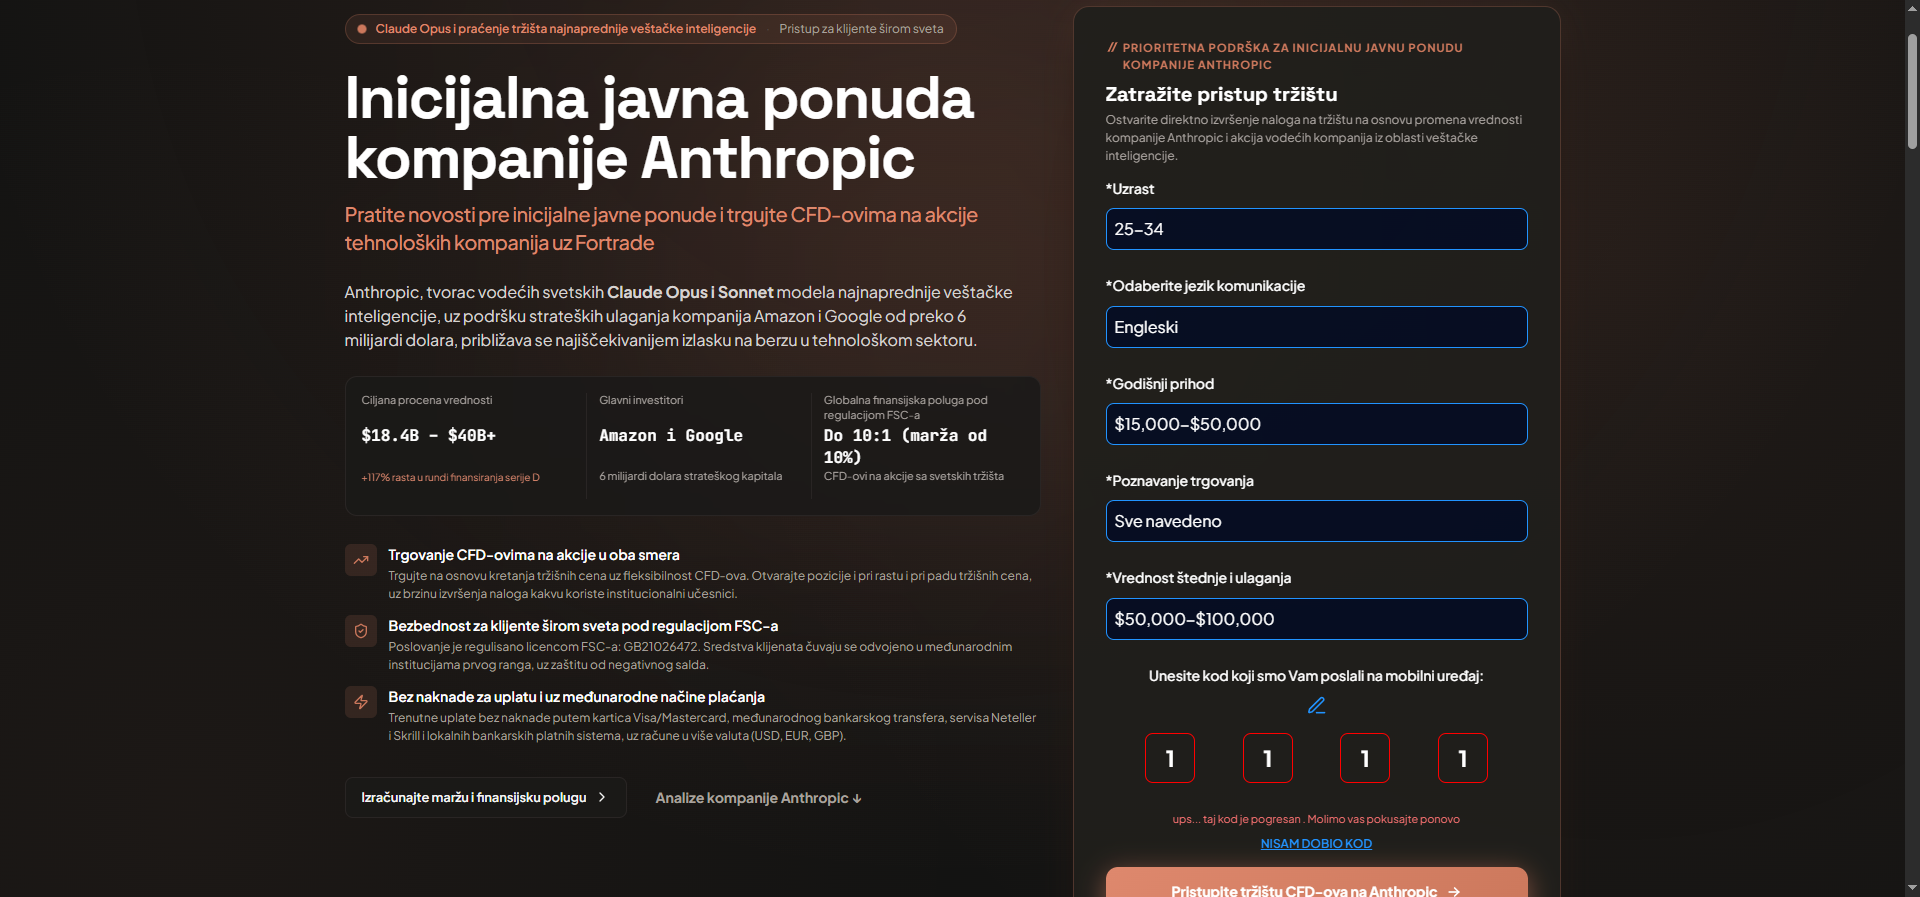 Claude Opus i praćenje tržišta najnaprednije veštačke inteligencije Pristup za klijente širom sveta
Inicijalna javna ponuda
kompanije Anthropic
Pratite novosti pre inicijalne javne ponude i trgujte CFD-ovima na akcije
tehnoloških kompanija uz Fortrade
Anthropic, tvorac vodećih svetskih Claude Opus i Sonnet modela najnaprednije veštačke
inteligencije, uz podršku strateških ulaganja kompanija Amazon i Google od preko 6
milijardi dolara, približava se najiščekivanijem izlasku na berzu u tehnološkom sektoru.
Ciljana procena vrednosti
$18.4B – $40B+
+117% rasta u rundi finansiranja serije D
Glavni investitori
Amazon i Google
6 milijardi dolara strateškog kapitala
Globalna finansijska poluga pod
regulacijom FSC-a
Do 10:1 (marža od
10%)
CFD-ovi na akcije sa svetskih tržišta
Trgovanje CFD-ovima na akcije u oba smera
Trgujte na osnovu kretanja tržišnih cena uz fleksibilnost CFD-ova. Otvarajte pozicije i pri rastu i pri padu tržišnih cena,
uz brzinu izvršenja naloga kakvu koriste institucionalni učesnici.
Bezbednost za klijente širom sveta pod regulacijom FSC-a
Poslovanje je regulisano licencom FSC-a: GB21026472. Sredstva klijenata čuvaju se odvojeno u međunarodnim
institucijama prvog ranga, uz zaštitu od negativnog salda.
Bez naknade za uplatu i uz međunarodne načine plaćanja
Trenutne uplate bez naknade putem kartica Visa/Mastercard, međunarodnog bankarskog transfera, servisa Neteller
i Skrill i lokalnih bankarskih platnih sistema, uz račune u više valuta (USD, EUR, GBP).
Izračunajte maržu i finansijsku polugu
Analize kompanije Anthropic ↓
// PRIORITETNA PODRŠKA ZA INICIJALNU JAVNU PONUDU
KOMPANIJE ANTHROPIC
Zatražite pristup tržištu
Ostvarite direktno izvršenje naloga na tržištu na osnovu promena vrednosti
kompanije Anthropic i akcija vodećih kompanija iz oblasti veštačke
inteligencije.
*Uzrast
25–34
*Odaberite jezik komunikacije
Engleski
*Godišnji prihod
$15,000–$50,000
*Poznavanje trgovanja
Sve navedeno
*Vrednost štednje i ulaganja
$50,000–$100,000
Unesite kod koji smo Vam poslali na mobilni uređaj:
1 1 1 1
ups... taj kod je pogresan . Molimo vas pokusajte ponovo
NISAM DOBIO KOD
Pristupite tržištu CFD-ova na Anthropic →